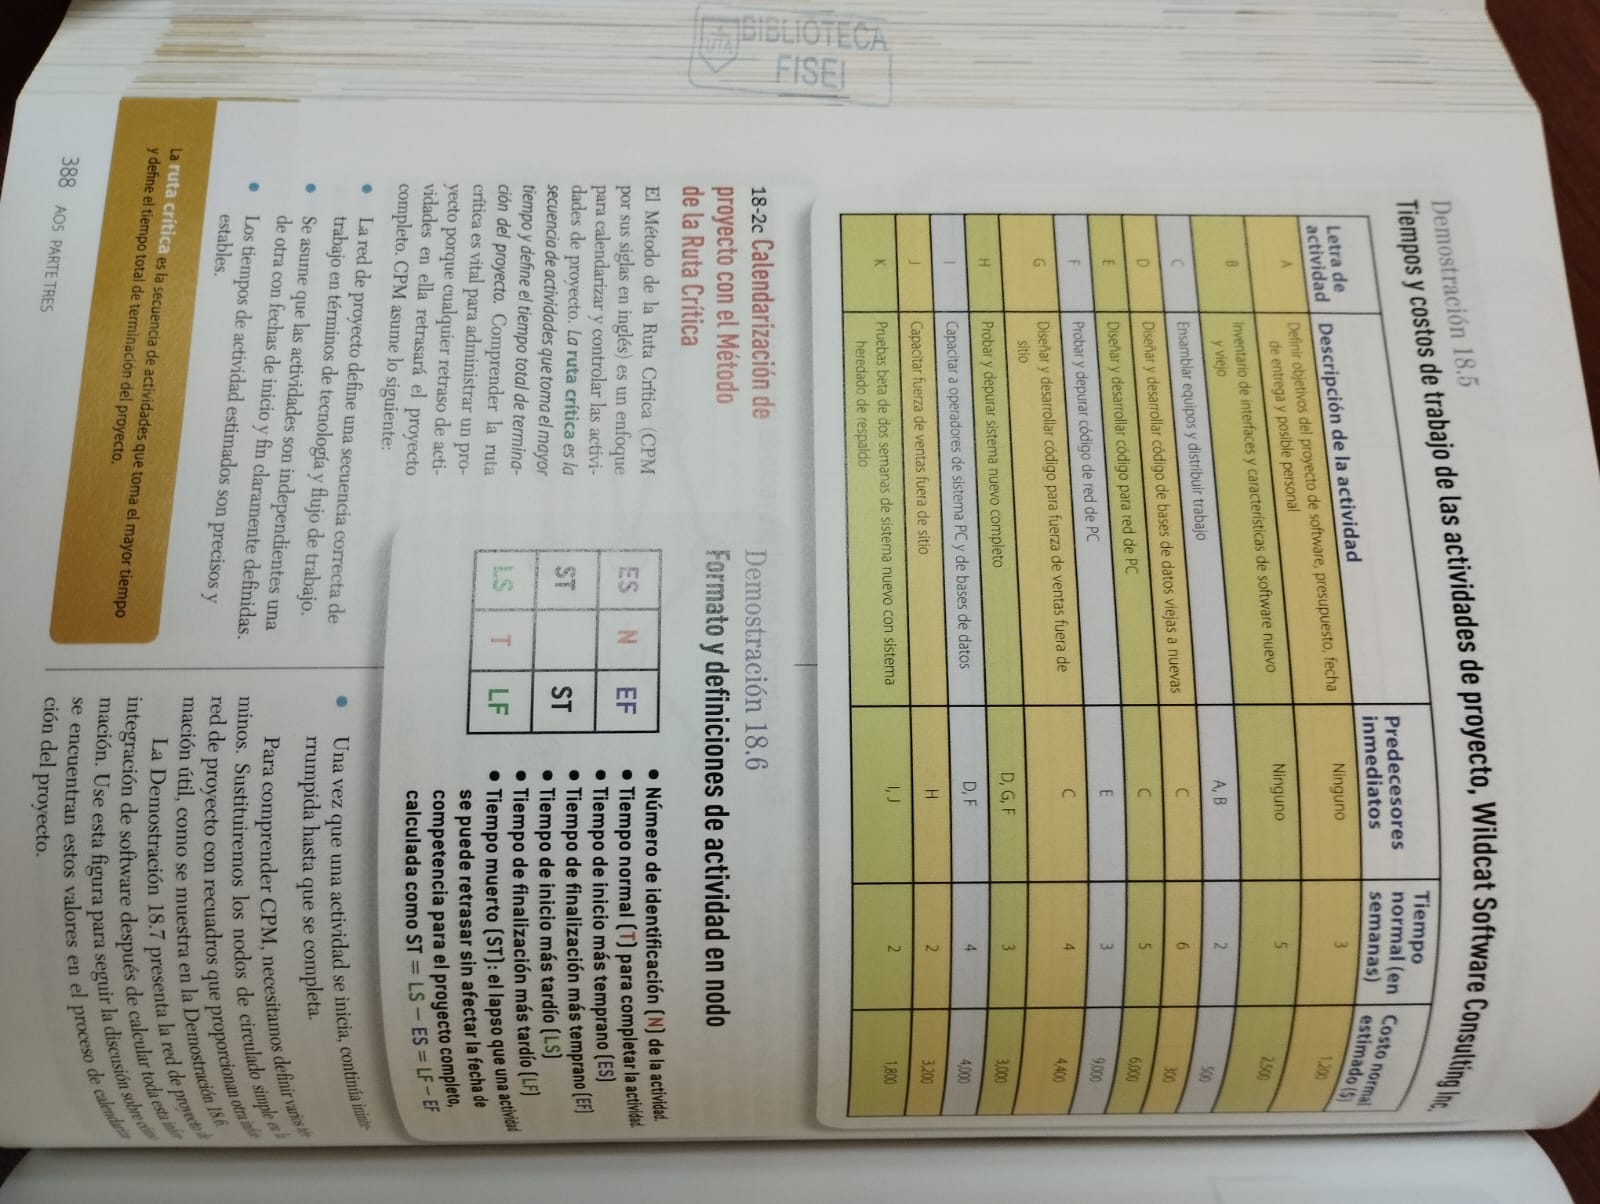 Demostración 18.5
Tiempos y costos de trabajo de las actividades de proyecto, Wildcat Software Consulting Inc.
Letra de actividad Descripción de la actividad Predecesores inmediatos Tiempo normal (en semanas) Costo normal estimado ($)
A Definir objetivos del proyecto de software, presupuesto, fecha de entrega y posible personal Ninguno 3 1,200
B Inventario de interfaces y características de software nuevo y viejo Ninguno 5 2,500
C Ensamblar equipos y distribuir trabajo A, B 2 500
D Diseñar y desarrollar código de bases de datos viejas a nuevas C 6 300
E Diseñar y desarrollar código para red de PC C 5 6,000
F Probar y depurar código de red de PC E 3 9,000
G Diseñar y desarrollar código para fuerza de ventas fuera de sitio C 4 4,400
H Probar y depurar sistema nuevo completo D, G, F 3 3,000
I Capacitar a operadores de sistema PC y de bases de datos D, F 4 4,000
J Capacitar fuerza de ventas fuera de sitio H 2 3,200
K Pruebas beta de dos semanas de sistema nuevo con sistema heredado de respaldo I, J 2 1,800
BIBLIOTECA
FISEI
18-2c Calendarización de
proyecto con el Método
de la Ruta Crítica
El Método de la Ruta Crítica (CPM
por sus siglas en inglés) es un enfoque
para calendarizar y controlar las activi-
dades de proyecto. La ruta crítica es la
secuencia de actividades que toma el mayor
tiempo y define el tiempo total de termina-
ción del proyecto. Comprender la ruta
crítica es vital para administrar un pro-
yecto porque cualquier retraso de acti-
vidades en ella retrasará el proyecto
completo. CPM asume lo siguiente:
• La red de proyecto define una secuencia correcta de
trabajo en términos de tecnología y flujo de trabajo.
• Se asume que las actividades son independientes una
de otra con fechas de inicio y fin claramente definidas.
• Los tiempos de actividad estimados son precisos y
estables.
La ruta crítica es la secuencia de actividades que toma el mayor tiempo
y define el tiempo total de terminación del proyecto.
388 AO5 PARTE TRES
Demostración 18.6
Formato y definiciones de actividad en nodo
ES N EF
ST ST
LS T LF
• Número de identificación (N) de la actividad.
• Tiempo normal (T) para completar la actividad.
• Tiempo de inicio más temprano (ES)
• Tiempo de finalización más temprano (EF)
• Tiempo de inicio más tardío (LS)
• Tiempo de finalización más tardío (LF)
• Tiempo muerto (ST): el lapso que una actividad
se puede retrasar sin afectar la fecha de
competencia para el proyecto completo,
calculada como ST = LS − ES = LF − EF
• Una vez que una actividad se inicia, continúa ininte-
rrumpida hasta que se completa.
Para comprender CPM, necesitamos definir varios tér-
minos. Sustituiremos los nodos de circulado simple en la
red de proyecto con recuadros que proporcionan otra infor-
mación útil, como se muestra en la Demostración 18.6.
La Demostración 18.7 presenta la red de proyecto de
integración de software después de calcular toda esta infor-
mación. Use esta figura para seguir la discusión sobre cómo
se encuentran estos valores en el proceso de calendariza-
ción del proyecto.